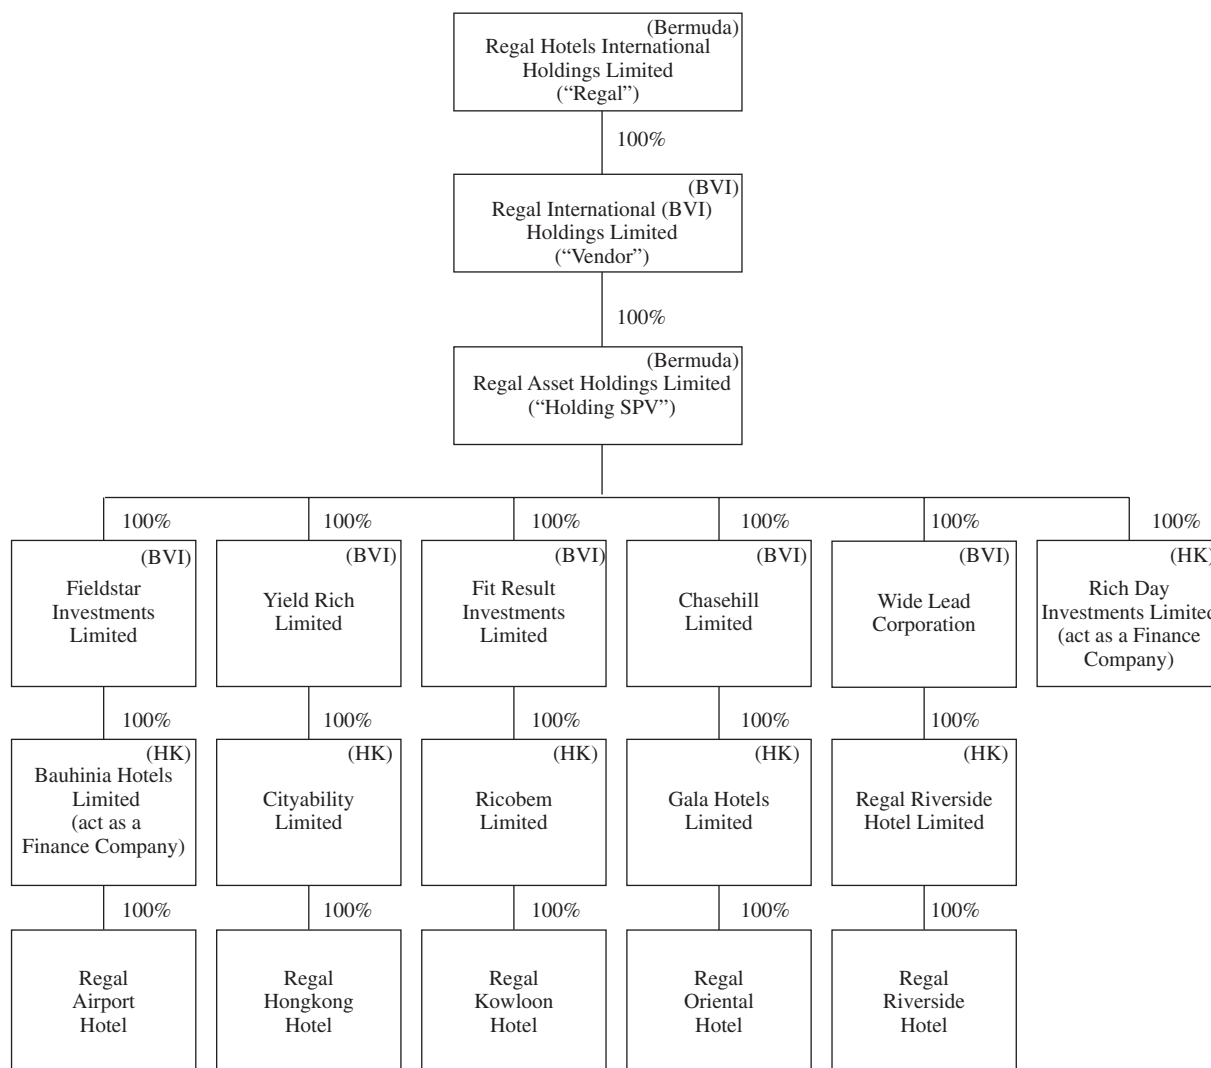 (Bermuda)
Regal Hotels International
Holdings Limited
(“Regal”)
100%
(BVI)
Regal International (BVI)
Holdings Limited
(“Vendor”)
100%
(Bermuda)
Regal Asset Holdings Limited
(“Holding SPV”)
100%
(BVI)
Fieldstar
Investments
Limited
100%
(BVI)
Yield Rich
Limited
100%
(BVI)
Fit Result
Investments
Limited
100%
(BVI)
Chasehill
Limited
100%
(BVI)
Wide Lead
Corporation
100%
(HK)
Rich Day
Investments Limited
(act as a Finance
Company)
100%
(HK)
Bauhinia Hotels
Limited
(act as a
Finance Company)
100%
(HK)
Cityability
Limited
100%
(HK)
Ricobem
Limited
100%
(HK)
Gala Hotels
Limited
100%
(HK)
Regal Riverside
Hotel Limited
100%
Regal
Airport
Hotel
100%
Regal
Hongkong
Hotel
100%
Regal
Kowloon
Hotel
100%
Regal
Oriental
Hotel
100%
Regal
Riverside
Hotel